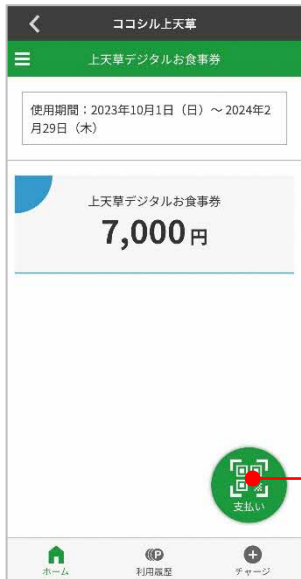 ココシル上天草
上天草デジタルお食事券
使用期間：2023年10月1日（日）～2024年2
月29日（木）
上天草デジタルお食事券
7,000円
支払い
ホーム
利用履歴
チャージ